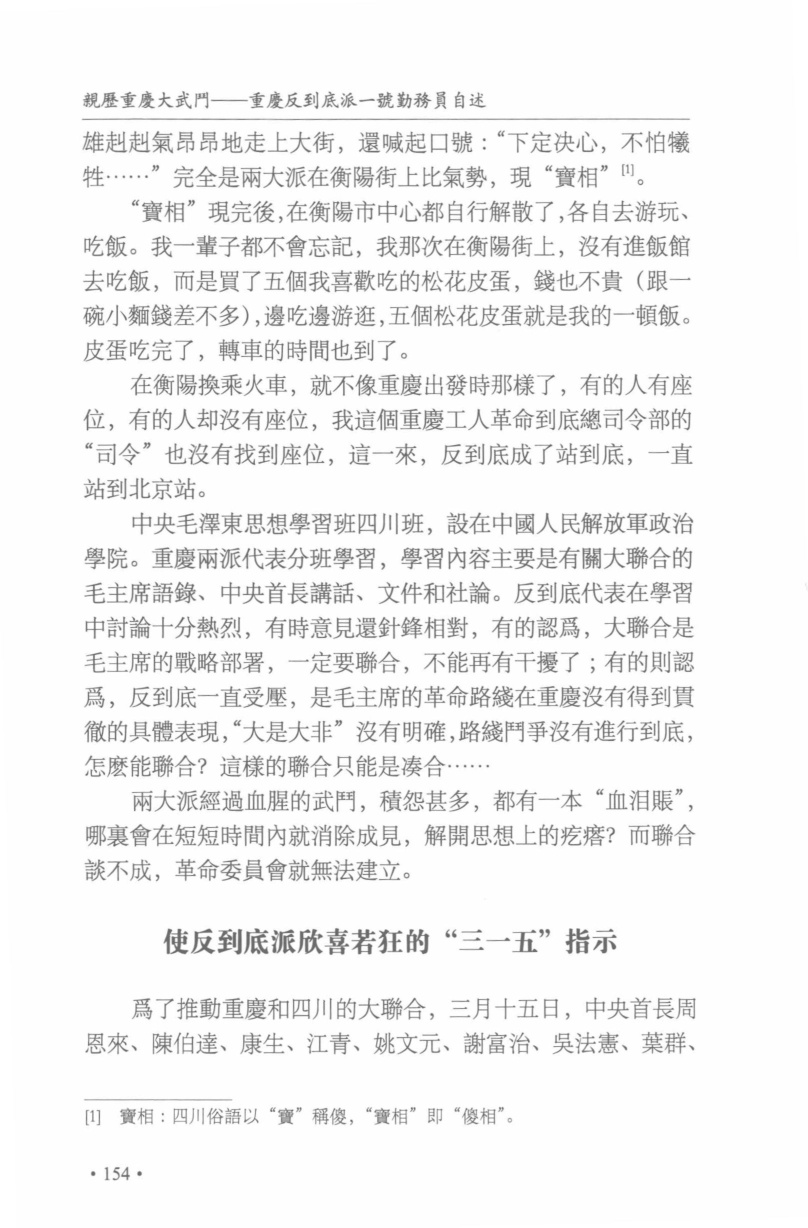 親歷重慶大武鬥——重慶反到底派一號勤務員自述
雄赳赳氣昂昂地走上大街，還喊起口號：“下定决心，不怕犧
牲……”完全是兩大派在衡陽街上比氣勢，現“寶相”[1]。
“寶相”現完後,在衡陽市中心都自行解散了,各自去游玩、
吃飯。我一輩子都不會忘記，我那次在衡陽街上，沒有進飯館
去吃飯，而是買了五個我喜歡吃的松花皮蛋，錢也不貴（跟一
碗小麵錢差不多）,邊吃邊游逛,五個松花皮蛋就是我的一頓飯。
皮蛋吃完了，轉車的時間也到了。
在衡陽換乘火車，就不像重慶出發時那樣了，有的人有座
位，有的人却沒有座位，我這個重慶工人革命到底總司令部的
“司令”也沒有找到座位，這一來，反到底成了站到底，一直
站到北京站。
中央毛澤東思想學習班四川班，設在中國人民解放軍政治
學院。重慶兩派代表分班學習，學習內容主要是有關大聯合的
毛主席語錄、中央首長講話、文件和社論。反到底代表在學習
中討論十分熱烈，有時意見還針鋒相對，有的認爲，大聯合是
毛主席的戰略部署，一定要聯合，不能再有干擾了；有的則認
爲，反到底一直受壓，是毛主席的革命路綫在重慶沒有得到貫
徹的具體表現,“大是大非”沒有明確,路綫鬥爭沒有進行到底，
怎麽能聯合？這樣的聯合只能是凑合……
兩大派經過血腥的武鬥，積怨甚多，都有一本“血泪賬”，
哪裏會在短短時間內就消除成見，解開思想上的疙瘩？而聯合
談不成，革命委員會就無法建立。
使反到底派欣喜若狂的“三一五”指示
爲了推動重慶和四川的大聯合，三月十五日，中央首長周
恩來、陳伯達、康生、江青、姚文元、謝富治、吳法憲、葉群、
[1] 寶相：四川俗語以“寶”稱傻，“寶相”即“傻相”。
·154·